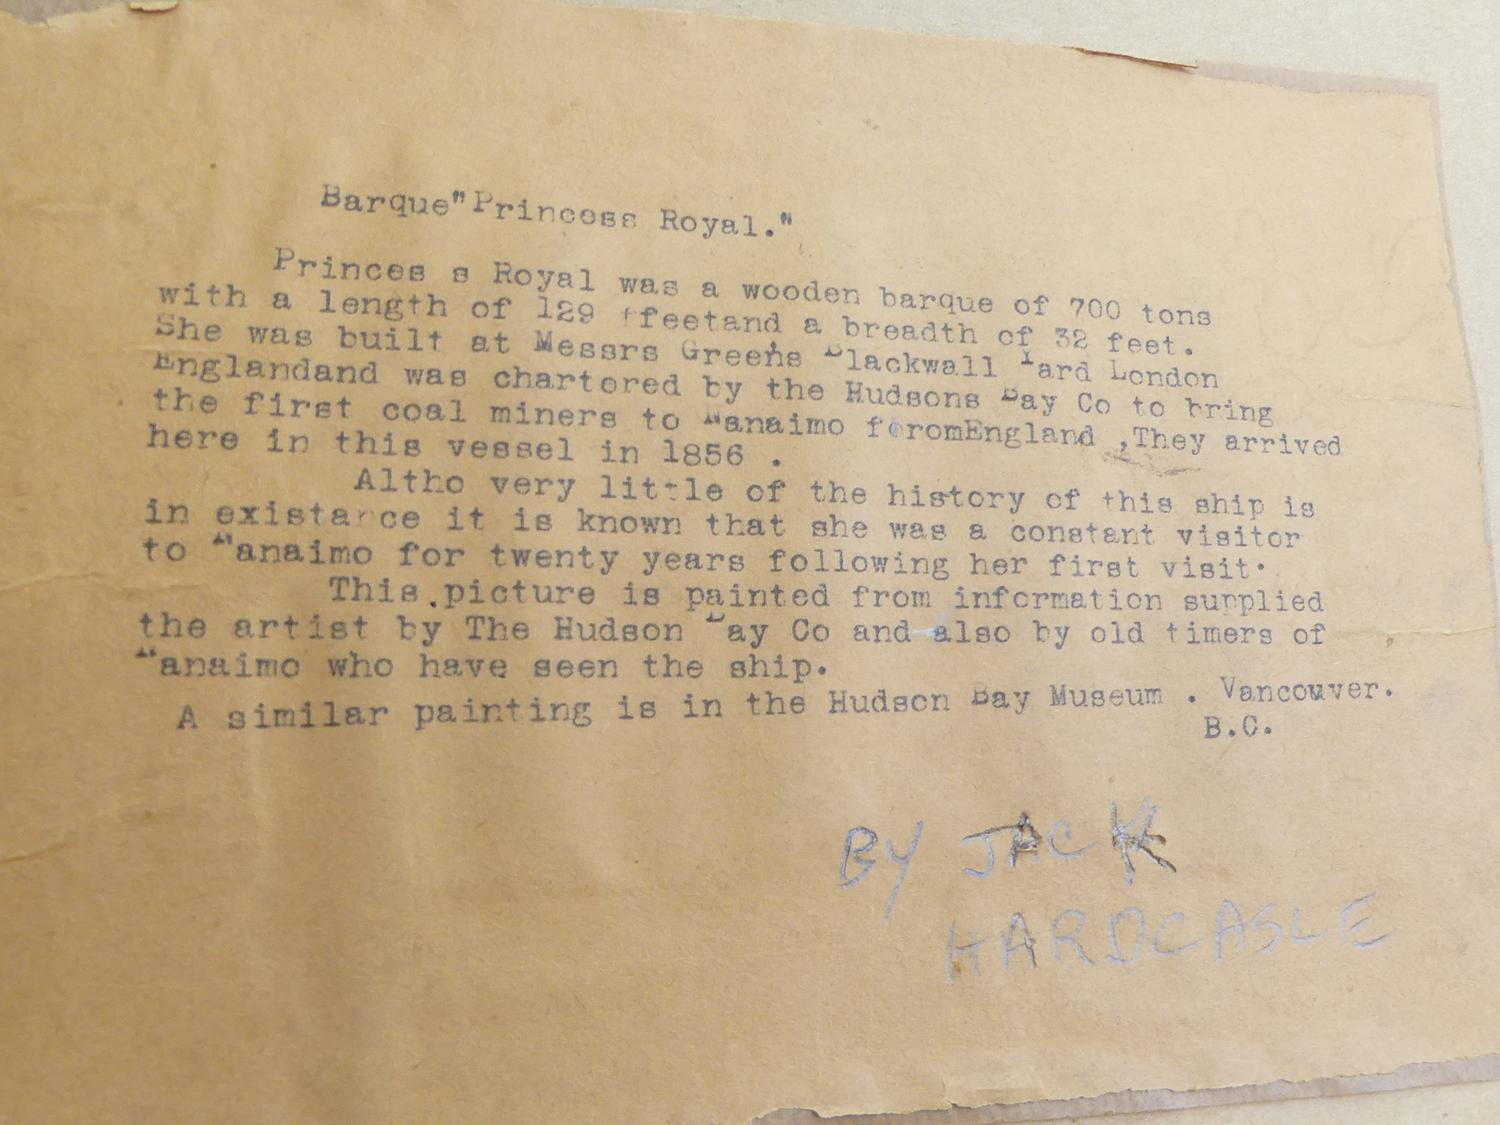 Barque"Princess Royal."
Princes s Royal was a wooden barque of 700 tons
with a length of 129 ffeetand a breadth of 32 feet.
She was built at Messrs Greens Blackwall Yard London
Englandand was chartered by the Hudsons Bay Co to bring
the first coal miners to Nanaimo fromEngland ,They arrived
here in this vessel in 1856 .
Altho very little of the history of this ship is
in existance it is known that she was a constant visitor
to Nanaimo for twenty years following her first visit.
This.picture is painted from information supplied
the artist by The Hudson Bay Co and also by old timers of
Nanaimo who have seen the ship.
A similar painting is in the Hudson Bay Museum . Vancouver.
B.C.
BY JACK
HARDCASLE